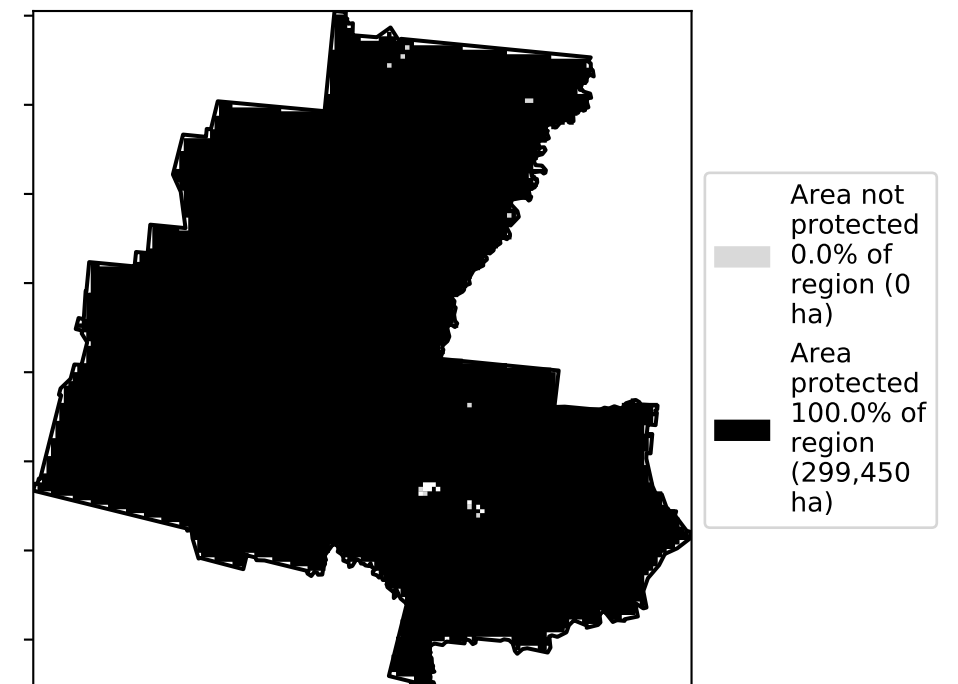 Area not
protected
0.0% of
region (0
ha)
Area
protected
100.0% of
region
(299,450
ha)